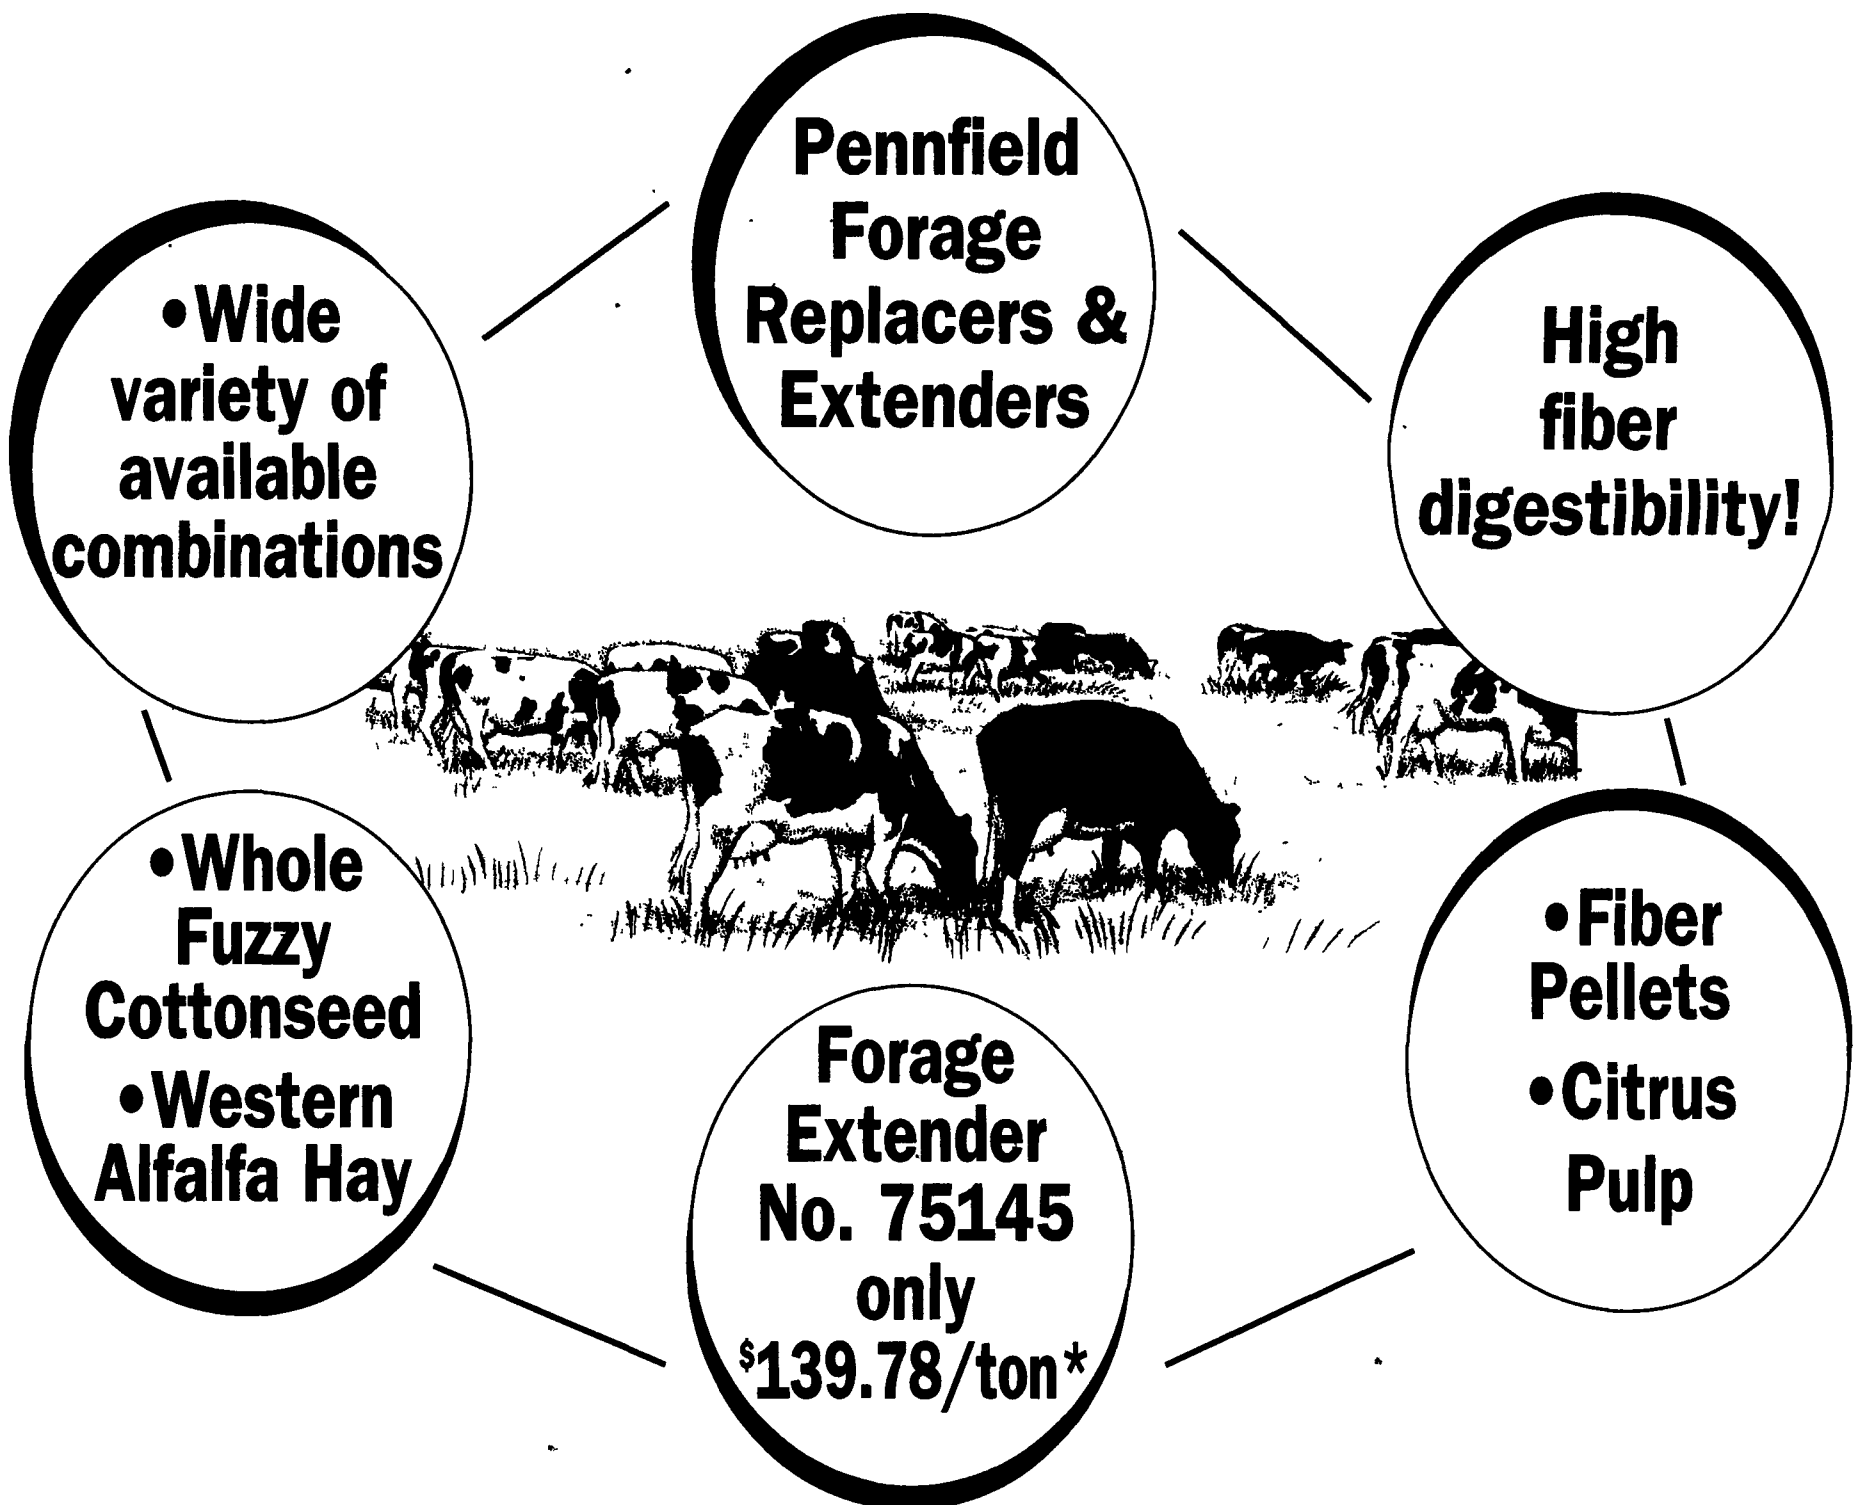 Pennfield
Forage
Replacers &
Extenders
•Wide
variety of
available
combinations
High
fiber
digestibility!
•Whole
Fuzzy
Cottonseed
•Western
Alfalfa Hay
•Fiber
Pellets
•Citrus
Pulp
Forage
Extender
No. 75145
only
$139.78/ton*